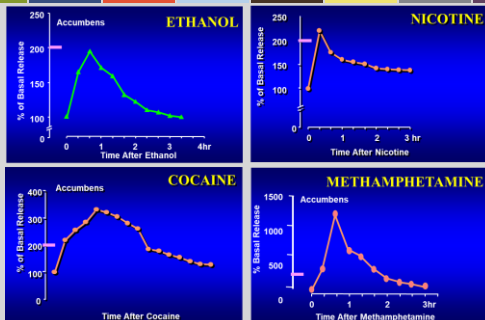 ETHANOL
Accumbens
% of Basal Release
250
200
150
100
0
0 1 2 3 4hr
Time After Ethanol
NICOTINE
Accumbens
% of Basal Release
250
200
150
100
0
0 1 2 3 hr
Time After Nicotine
COCAINE
Accumbens
% of Basal Release
400
300
200
100
0
Time After Cocaine
METHAMPHETAMINE
Accumbens
% Basal Release
1500
1000
500
0
0 1 2 3hr
Time After Methamphetamine